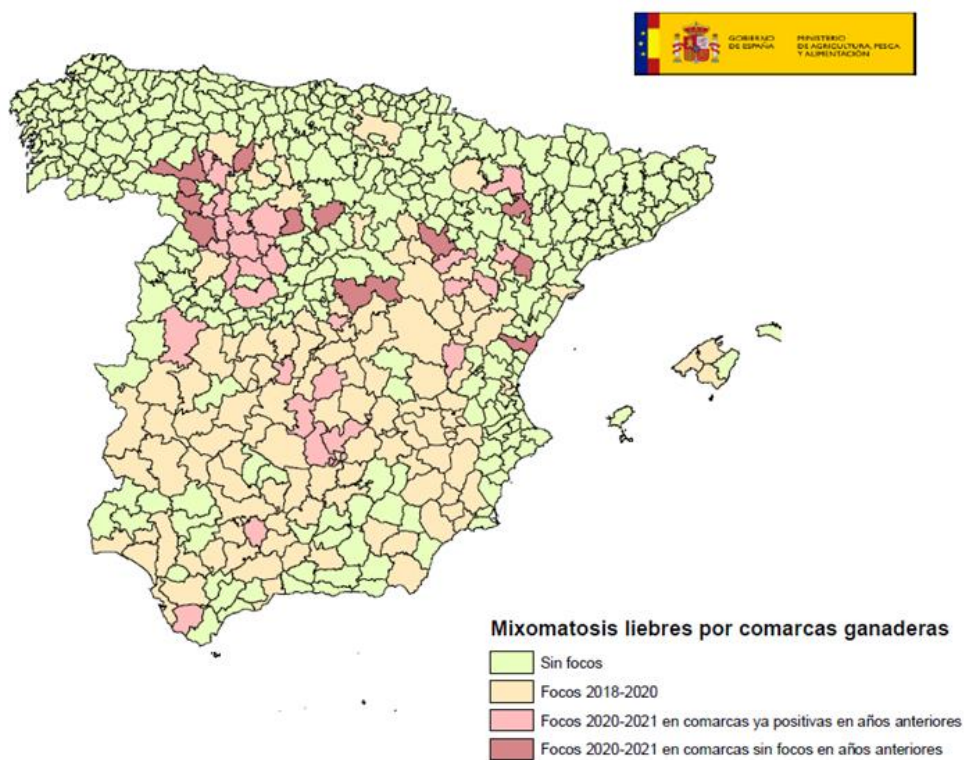 GOBIERNO
DE ESPAÑA
MINISTERIO
DE AGRICULTURA, PESCA
Y ALIMENTACIÓN
Mixomatosis liebres por comarcas ganaderas
Sin focos
Focos 2018-2020
Focos 2020-2021 en comarcas ya positivas en años anteriores
Focos 2020-2021 en comarcas sin focos en años anteriores